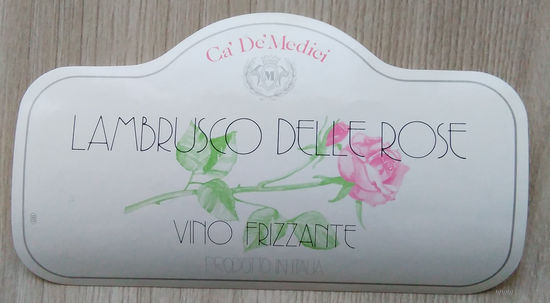 Ca' De' Medici
M
LAMBRUSCO DELLE ROSE
VINO FRIZZANTE
PRODOTTO IN ITALIA